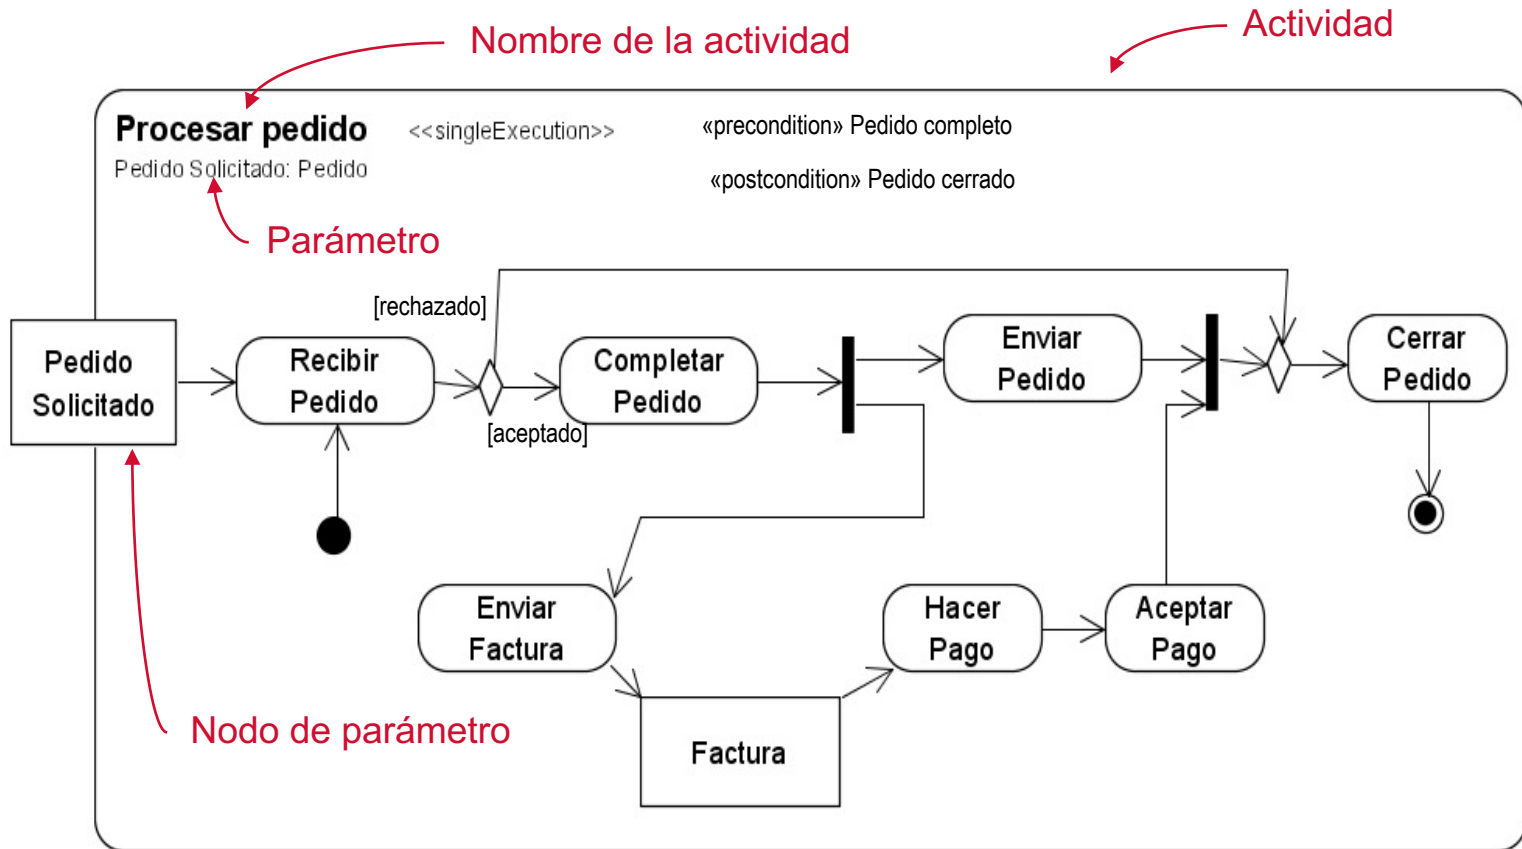 Nombre de la actividad
Actividad
Procesar pedido
<<singleExecution>>
«precondition» Pedido completo
Pedido Solicitado: Pedido
«postcondition» Pedido cerrado
Parámetro
[rechazado]
Pedido
Solicitado
Recibir
Pedido
Completar
Pedido
[aceptado]
Enviar
Pedido
Cerrar
Pedido
Enviar
Factura
Hacer
Pago
Aceptar
Pago
Nodo de parámetro
Factura